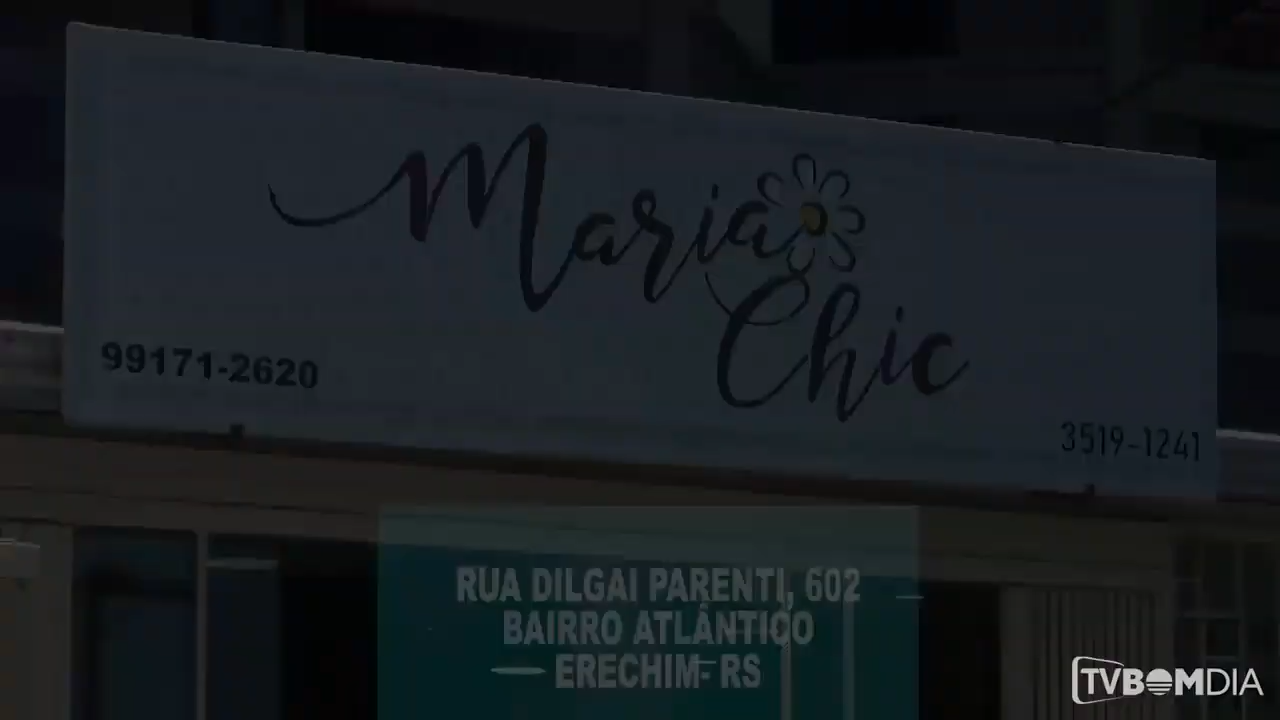 Maria
Chic
99171-2620
3519-1241
RUA DILGAI PARENTI, 602
BAIRRO ATLÂNTICO
ERECHIM- RS
TVBOMDIA